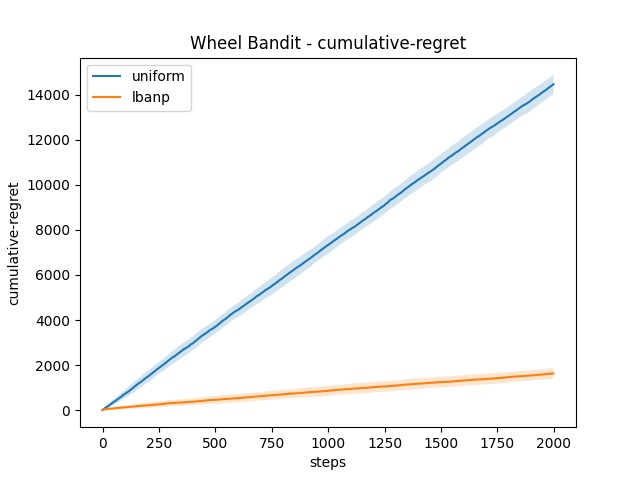 Wheel Bandit - cumulative-regret
uniform
lbanp
cumulative-regret
14000
12000
10000
8000
6000
4000
2000
0
0 250 500 750 1000 1250 1500 1750 2000
steps